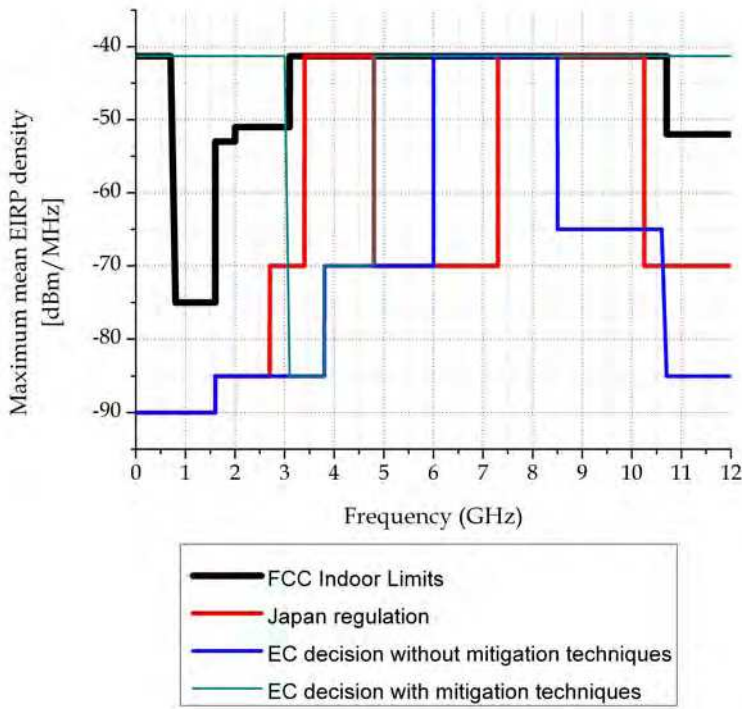 Maximum mean EIRP density
[dBm/MHz]
-40
-50
-60
-70
-80
-90
0 1 2 3 4 5 6 7 8 9 10 11 12
Frequency (GHz)
FCC Indoor Limits
Japan regulation
EC decision without mitigation techniques
EC decision with mitigation techniques